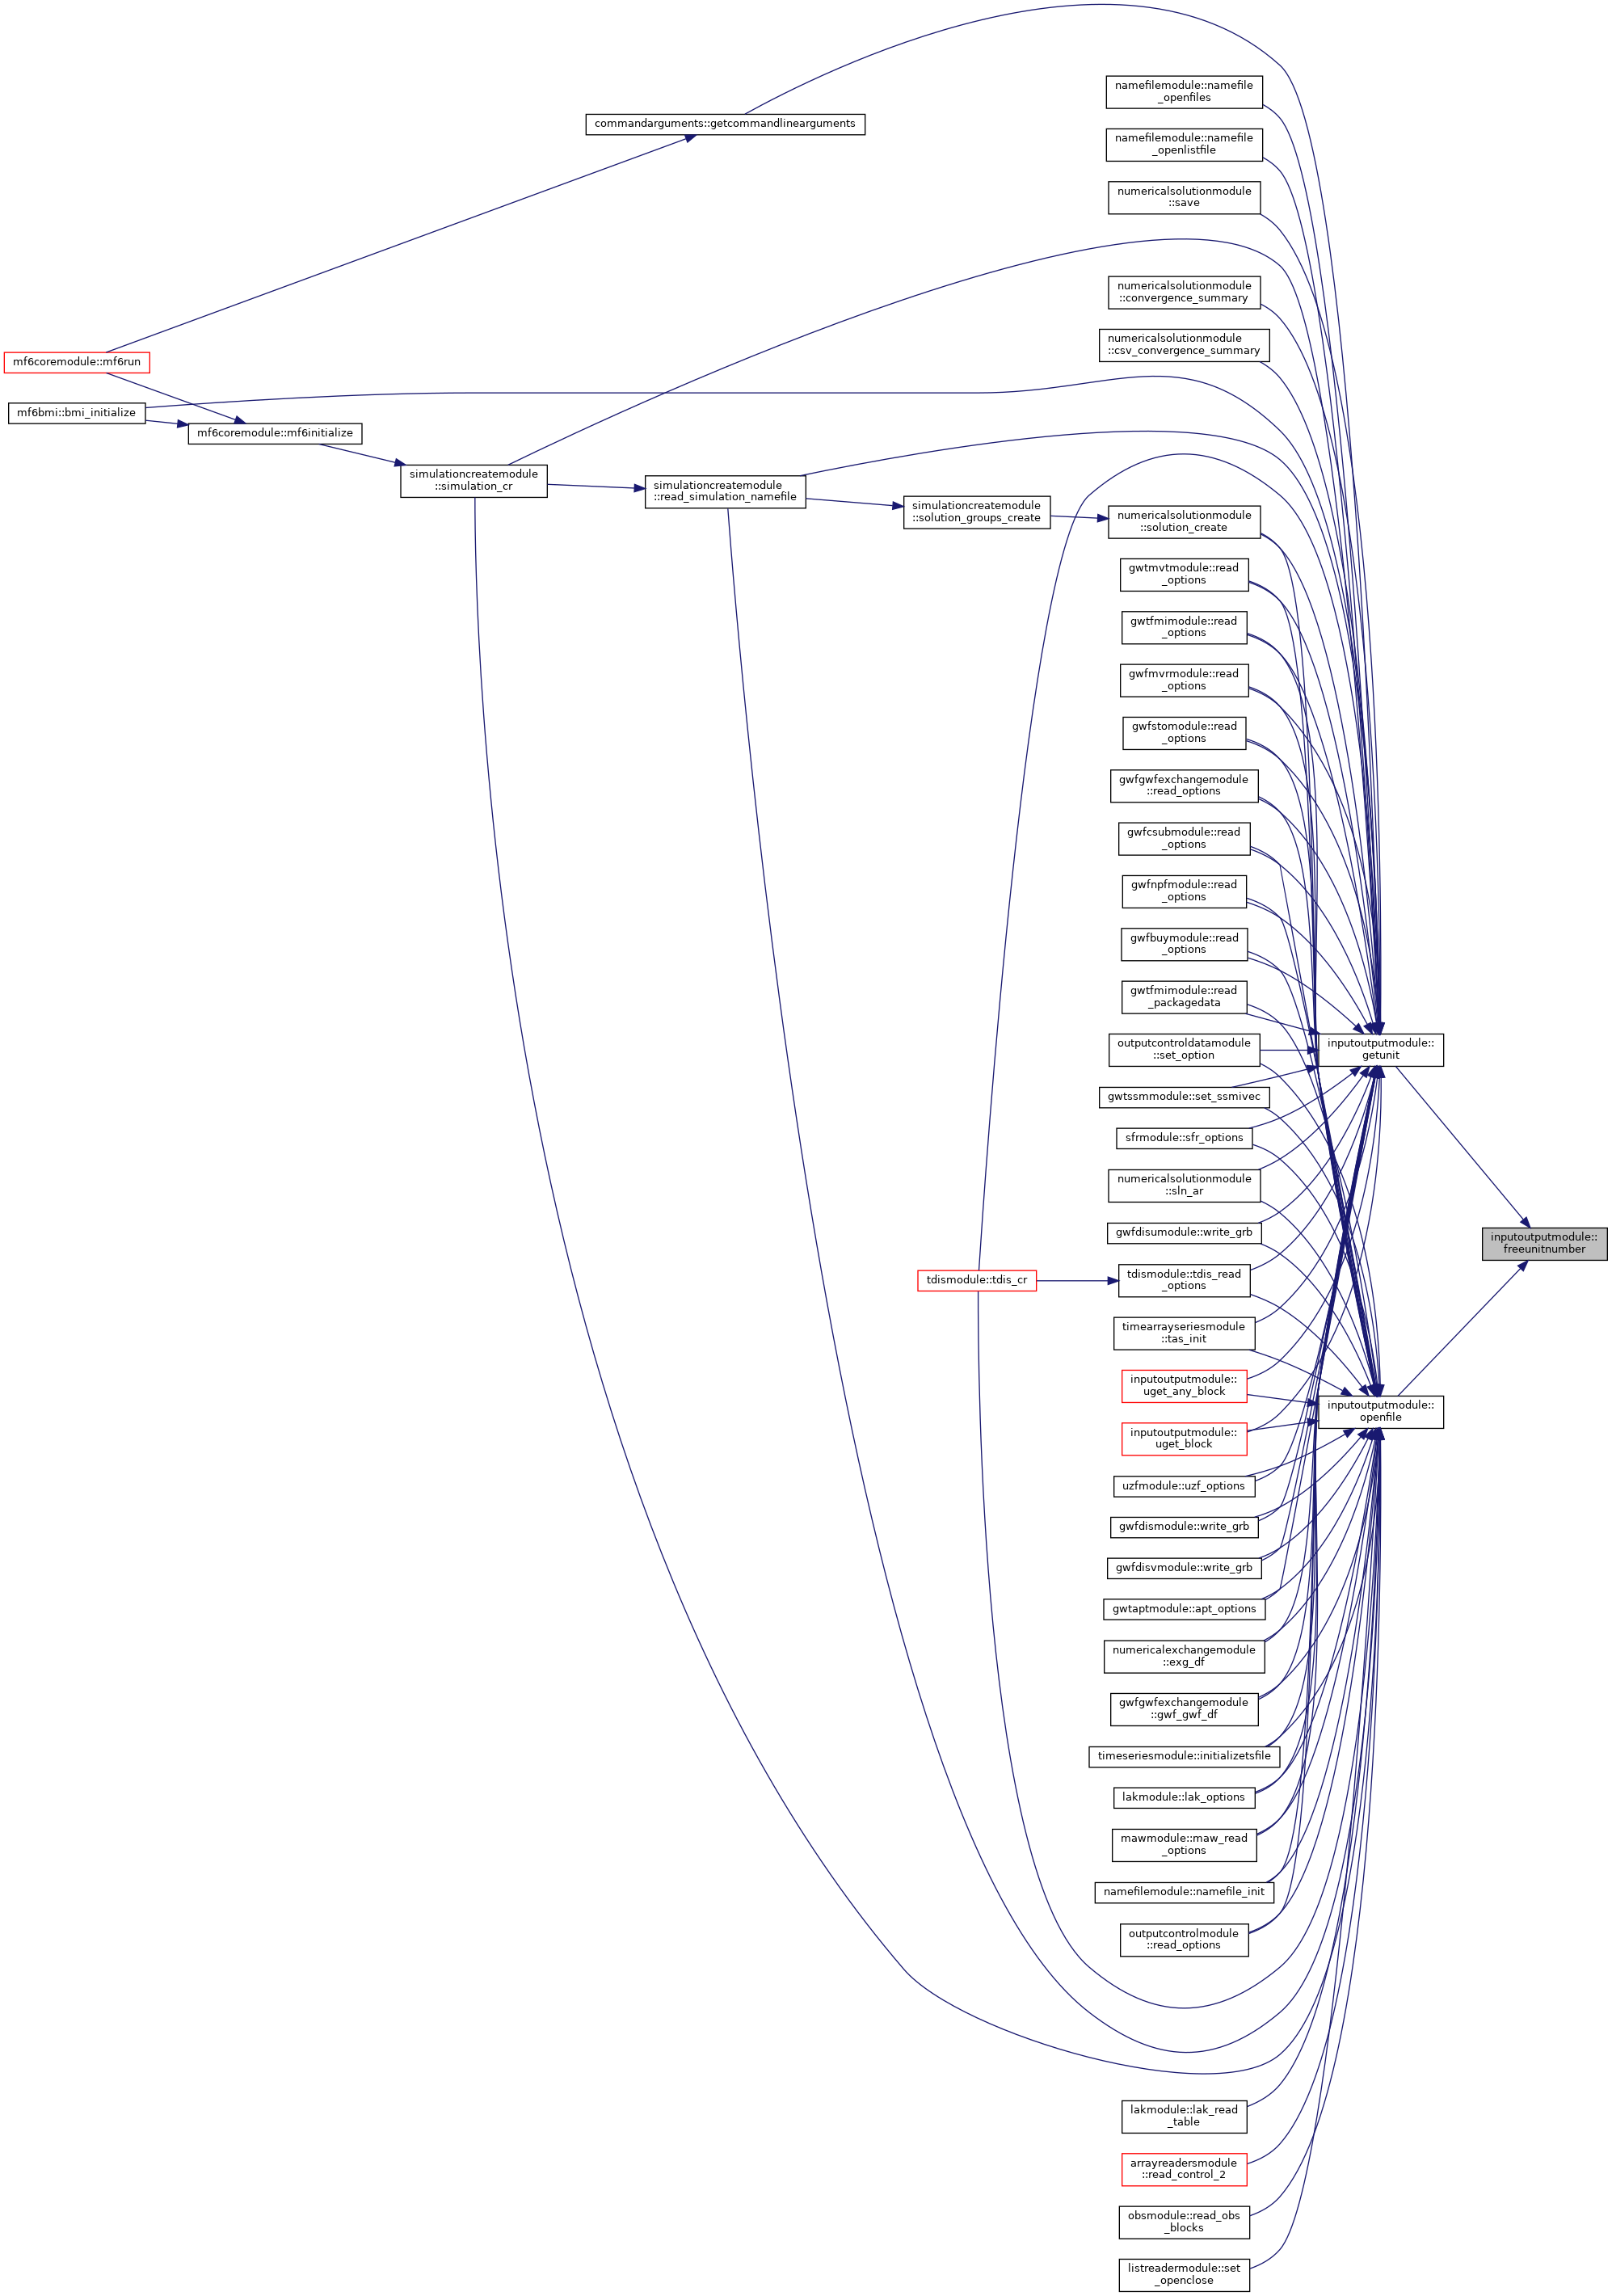 namefilemodule::namefile
_openfiles
commandarguments::getcommandlinearguments
namefilemodule::namefile
_openlistfile
numericalsolutionmodule
::save
numericalsolutionmodule
::convergence_summary
numericalsolutionmodule
::csv_convergence_summary
mf6coremodule::mf6run
mf6bmi::bmi_initialize
mf6coremodule::mf6initialize
simulationcreatemodule
::simulation_cr
simulationcreatemodule
::read_simulation_namefile
simulationcreatemodule
::solution_groups_create
numericalsolutionmodule
::solution_create
gwtmvtmodule::read
_options
gwtfmimodule::read
_options
gwfmvrmodule::read
_options
gwfstomodule::read
_options
gwfgwfexchangemodule
::read_options
gwfcsubmodule::read
_options
gwfnpfmodule::read
_options
gwfbuymodule::read
_options
gwtfmimodule::read
_packagedata
outputcontroldatamodule
::set_option
inputoutputmodule::
getunit
gwtssmmodule::set_ssmivec
sfrmodule::sfr_options
numericalsolutionmodule
::sln_ar
gwfdisumodule::write_grb
inputoutputmodule::
freeunitnumber
tdismodule::tdis_cr
tdismodule::tdis_read
_options
timearrayseriesmodule
::tas_init
inputoutputmodule::
uget_any_block
inputoutputmodule::
openfile
inputoutputmodule::
uget_block
uzfmodule::uzf_options
gwfdismodule::write_grb
gwfdisvmodule::write_grb
gwtaptmodule::apt_options
numericalexchangemodule
::exg_df
gwfgwfexchangemodule
::gwf_gwf_df
timeseriesmodule::initializetsfile
lakmodule::lak_options
mawmodule::maw_read
_options
namefilemodule::namefile_init
outputcontrolmodule
::read_options
lakmodule::lak_read
_table
arrayreadersmodule
::read_control_2
obsmodule::read_obs
_blocks
listreadermodule::set
_openclose